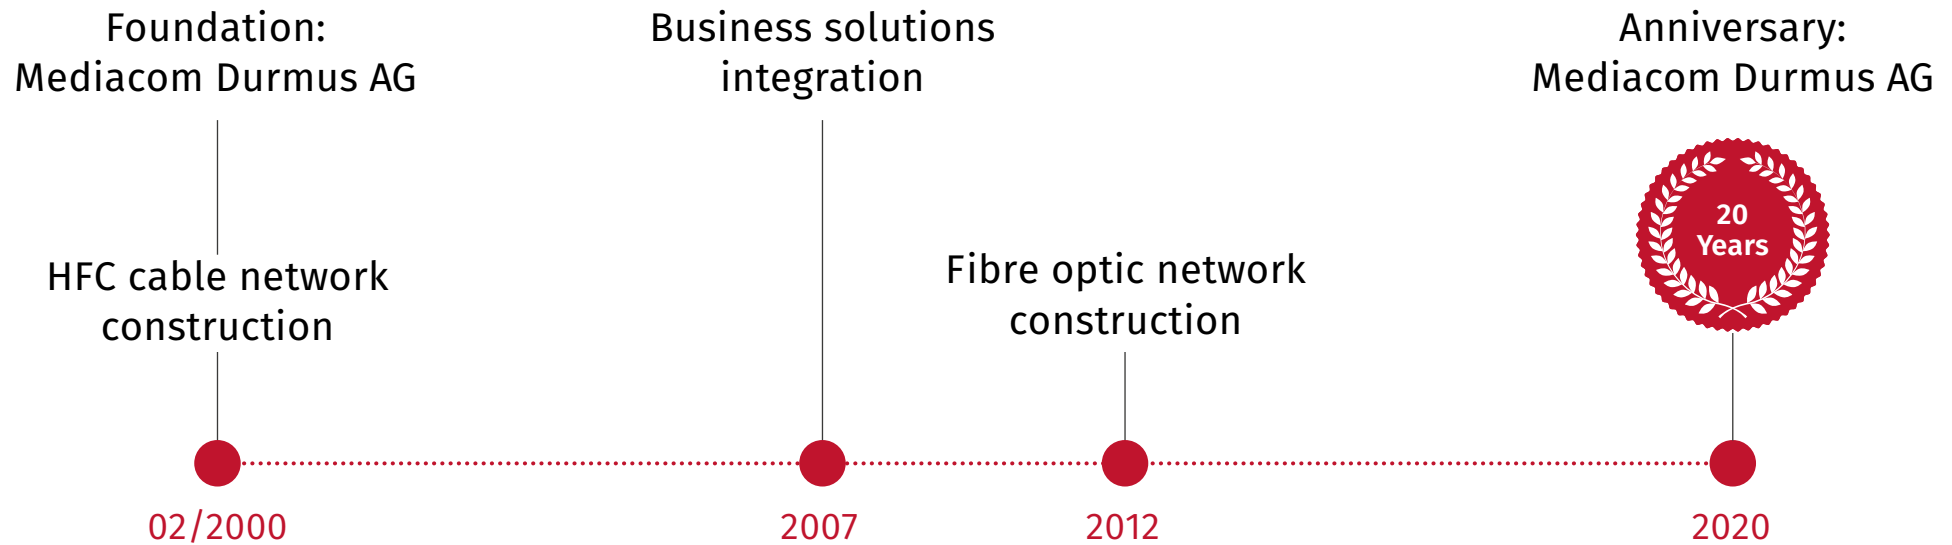 Foundation:
Mediacom Durmus AG
HFC cable network
construction
02/2000
Business solutions
integration
2007
Fibre optic network
construction
2012
Anniversary:
Mediacom Durmus AG
20
Years
2020